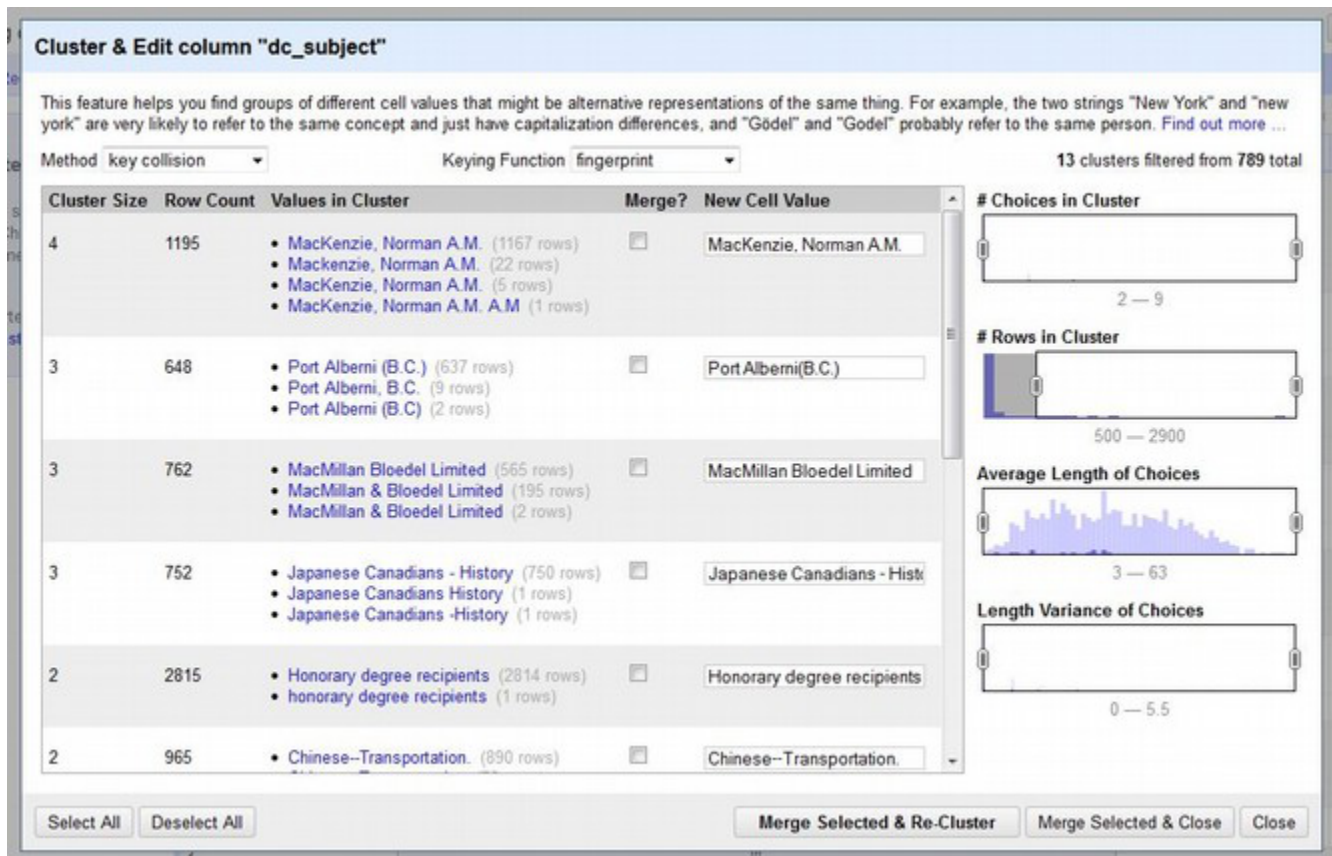 Cluster & Edit column "dc_subject"
This feature helps you find groups of different cell values that might be alternative representations of the same thing. For example, the two strings "New York" and "new
york" are very likely to refer to the same concept and just have capitalization differences, and "Gödel" and "Godel" probably refer to the same person. Find out more ...
Method key collision Keying Function fingerprint 13 clusters filtered from 789 total
Cluster Size Row Count Values in Cluster Merge? New Cell Value
4 1195 • MacKenzie, Norman A.M. (1167 rows) MacKenzie, Norman A.M.
• Mackenzie, Norman A.M. (22 rows)
• MacKenzie, Norman A.M. (5 rows)
• MacKenzie, Norman A.M. A.M (1 rows)
3 648 • Port Alberni (B.C.) (637 rows) Port Alberni(B.C.)
• Port Alberni, B.C. (9 rows)
• Port Alberni (B.C) (2 rows)
3 762 • MacMillan Bloedel Limited (565 rows) MacMillan Bloedel Limited
• MacMillan & Bloedel Limited (195 rows)
• MacMillan & Bloedel Limited (2 rows)
3 752 • Japanese Canadians - History (750 rows) Japanese Canadians - Histo
• Japanese Canadians History (1 rows)
• Japanese Canadians -History (1 rows)
2 2815 • Honorary degree recipients (2814 rows) Honorary degree recipients
• honorary degree recipients (1 rows)
2 965 • Chinese--Transportation. (890 rows) Chinese--Transportation.
# Choices in Cluster
2 — 9
# Rows in Cluster
500 — 2900
Average Length of Choices
3 — 63
Length Variance of Choices
0 — 5.5
Select All Deselect All Merge Selected & Re-Cluster Merge Selected & Close Close